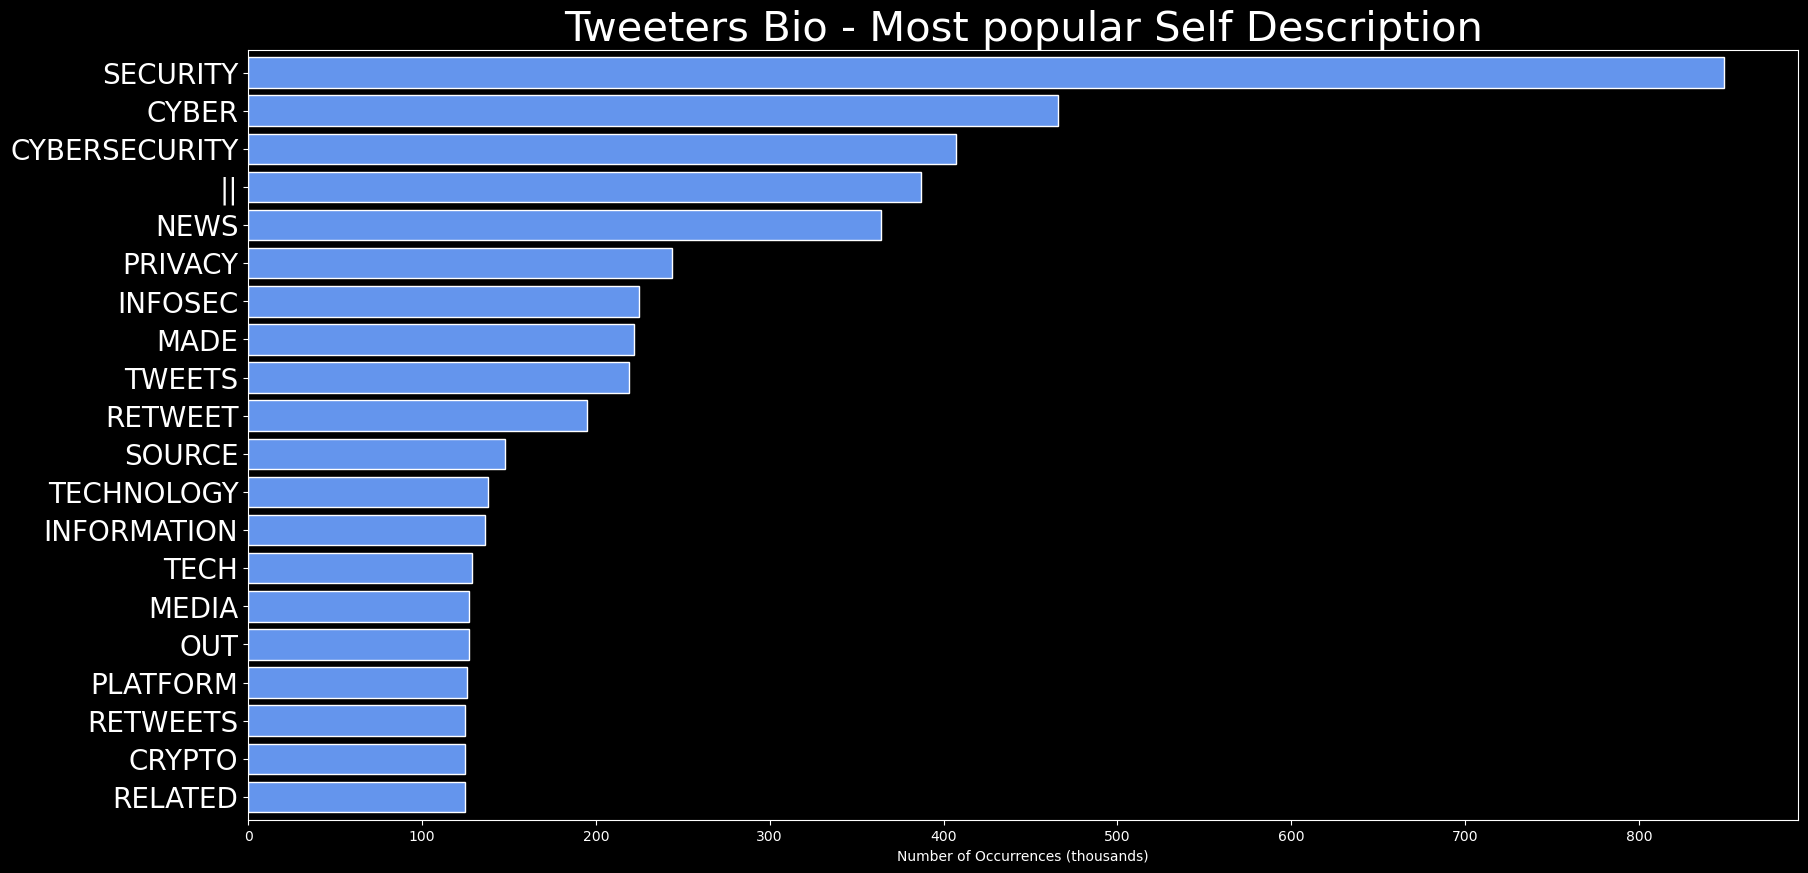 Tweeters Bio - Most popular Self Description
SECURITY
CYBER
CYBERSECURITY
||
NEWS
PRIVACY
INFOSEC
MADE
TWEETS
RETWEET
SOURCE
TECHNOLOGY
INFORMATION
TECH
MEDIA
OUT
PLATFORM
RETWEETS
CRYPTO
RELATED
0 100 200 300 400 500 600 700 800
Number of Occurrences (thousands)